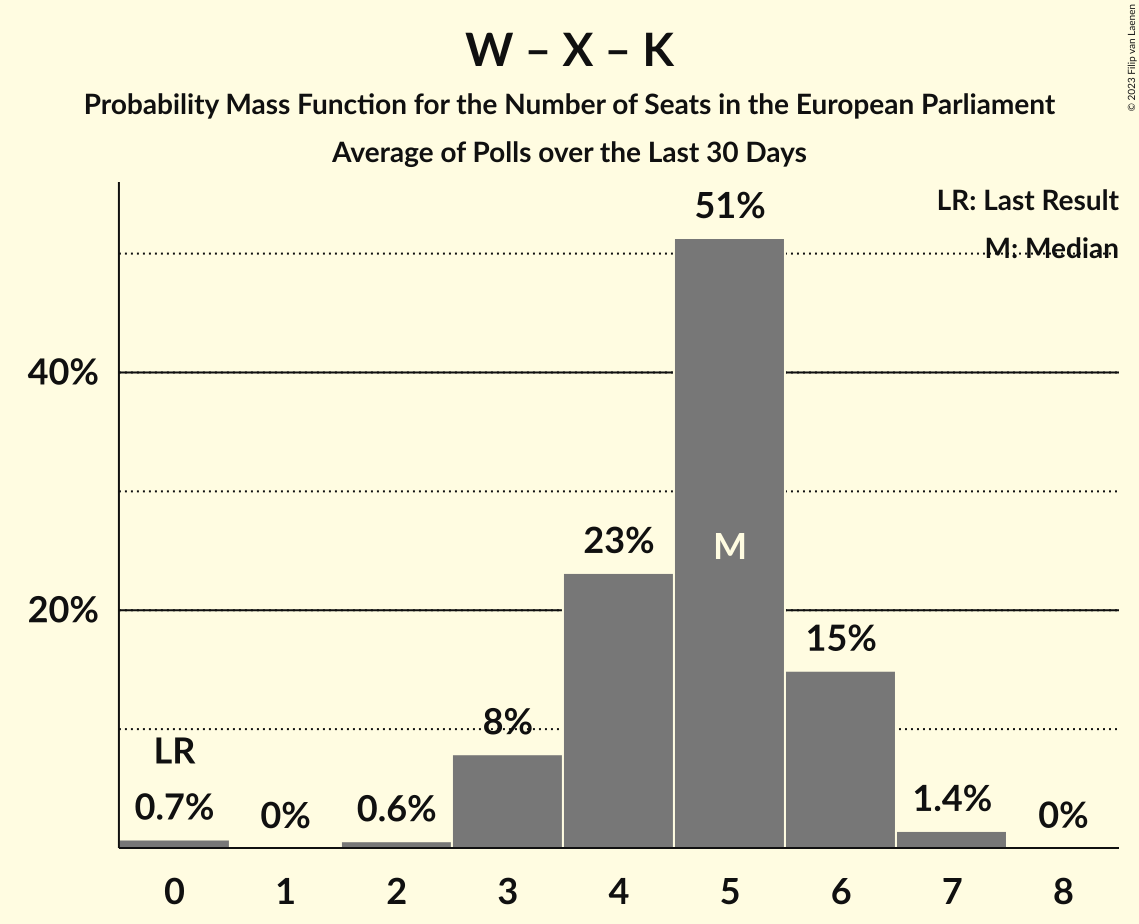 W – X – K
Probability Mass Function for the Number of Seats in the European Parliament
Average of Polls over the Last 30 Days
© 2023 Filip van Laenen
LR: Last Result
M: Median
51%
40%
23%
M
20%
15%
8%
LR
0.7%
0%
0.6%
1.4%
0%
0 1 2 3 4 5 6 7 8